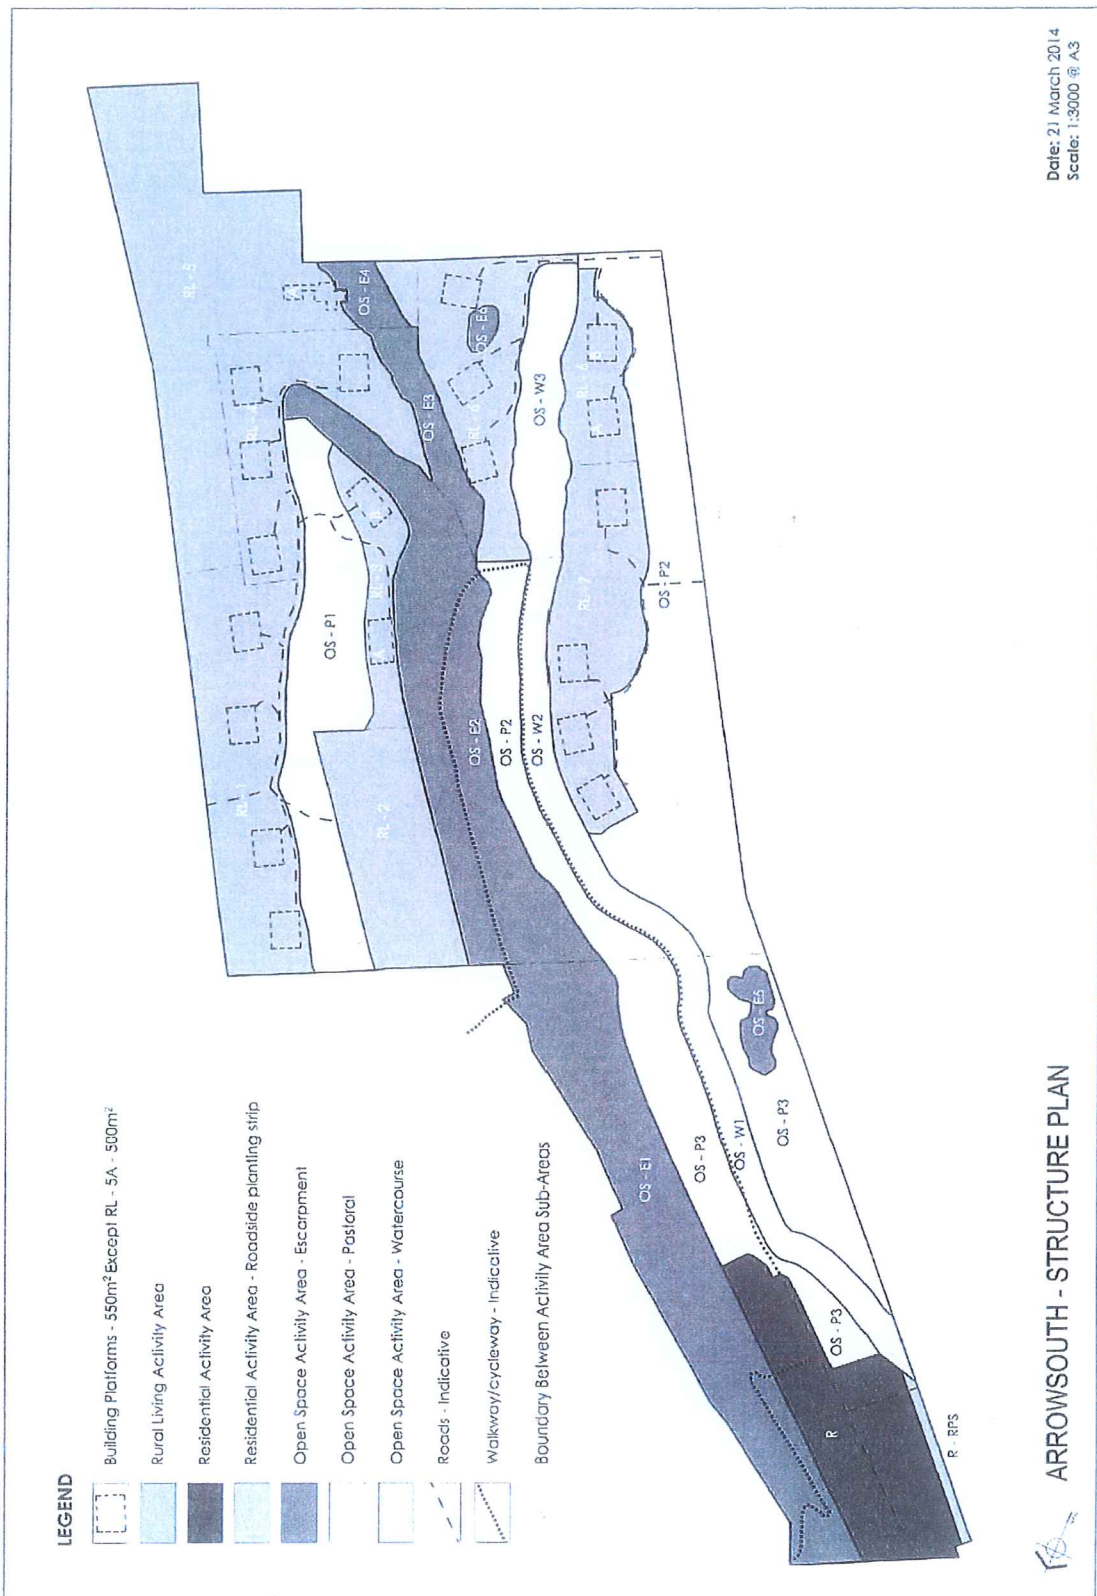 LEGEND
Building Platforms - 550m² Except RL - 5A - 500m²
Rural Living Activity Area
Residential Activity Area
Residential Activity Area - Roadside planting strip
Open Space Activity Area - Escarpment
Open Space Activity Area - Pastoral
Open Space Activity Area - Watercourse
Roads - Indicative
Walkway/cycleway - Indicative
Boundary Between Activity Area Sub-Areas
RL - 1
RL - 2
RL - 4
RL - 5
A
OS - P1
A
B
OS - E4
OS - E3
OS - E6
RL - 6
OS - W3
RL - 6
A
B
RL - 7
OS - P2
OS - E2
OS - P2
OS - W2
OS - E1
OS - P3
OS - W1
OS - E5
OS - P3
OS - P3
R
R - RPS
ARROWSOUTH - STRUCTURE PLAN
Date: 21 March 2014
Scale: 1:3000 @ A3